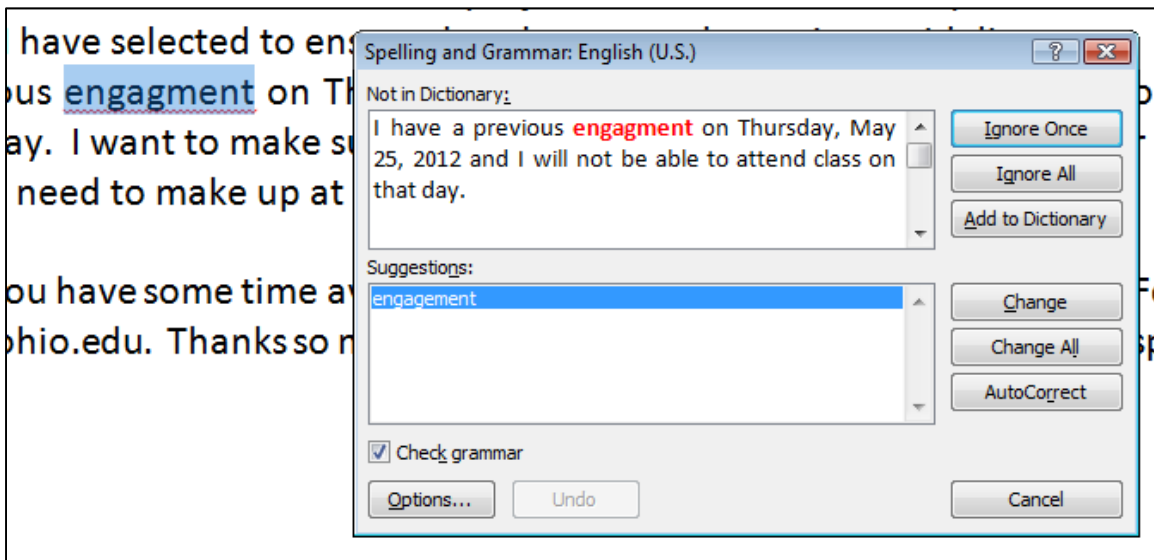 have selected to ens
Spelling and Grammar: English (U.S.)
ous engagment on Th
Not in Dictionary:
I have a previous engagment on Thursday, May
25, 2012 and I will not be able to attend class on
that day.
Ignore Once
Ignore All
Add to Dictionary
ay. I want to make su
need to make up at
Suggestions:
engagement
ou have some time av
ohio.edu. Thanks so
Change
Change All
AutoCorrect
Check grammar
Options...
Undo
Cancel